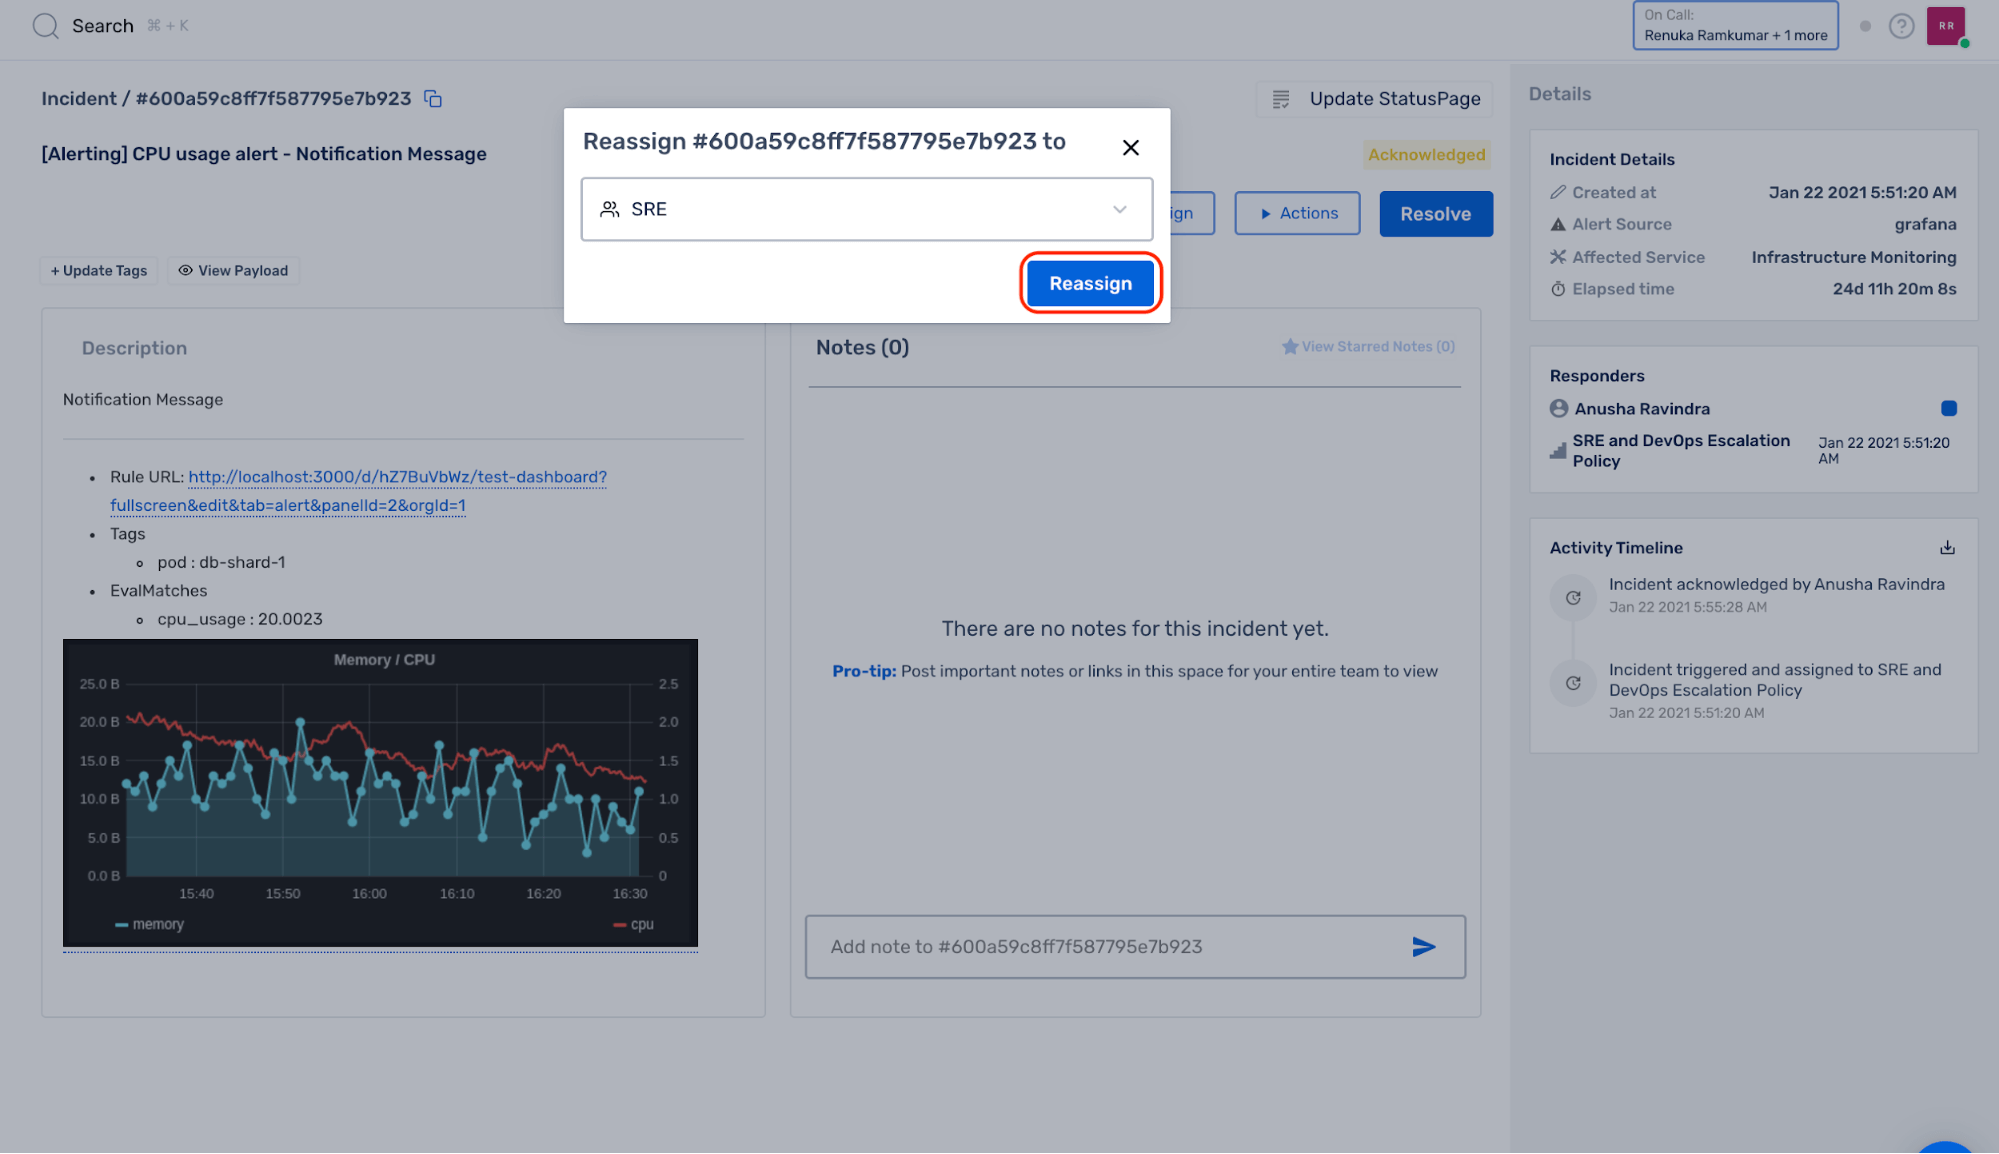 Search ⌘ + K
On Call:
Renuka Ramkumar + 1 more
?
RR
Incident / #600a59c8ff7f587795e7b923
Update StatusPage
[Alerting] CPU usage alert - Notification Message
Acknowledged
Reassign #600a59c8ff7f587795e7b923 to
SRE
Reassign
ign
Actions
Resolve
+ Update Tags
View Payload
Description
Notification Message
Rule URL: http://localhost:3000/d/hZ7BuVbWz/test-dashboard?
fullscreen&edit&tab=alert&panelId=2&orgId=1
Tags
pod : db-shard-1
EvalMatches
cpu_usage : 20.0023
Memory / CPU
25.0 B
20.0 B
15.0 B
10.0 B
5.0 B
0.0 B
2.5
2.0
1.5
1.0
0.5
0
15:40 15:50 16:00 16:10 16:20 16:30
memory
cpu
Notes (0)
View Starred Notes (0)
There are no notes for this incident yet.
Pro-tip: Post important notes or links in this space for your entire team to view
Add note to #600a59c8ff7f587795e7b923
Details
Incident Details
Created at Jan 22 2021 5:51:20 AM
Alert Source grafana
Affected Service Infrastructure Monitoring
Elapsed time 24d 11h 20m 8s
Responders
Anusha Ravindra
SRE and DevOps Escalation
Policy
Jan 22 2021 5:51:20
AM
Activity Timeline
Incident acknowledged by Anusha Ravindra
Jan 22 2021 5:55:28 AM
Incident triggered and assigned to SRE and
DevOps Escalation Policy
Jan 22 2021 5:51:20 AM